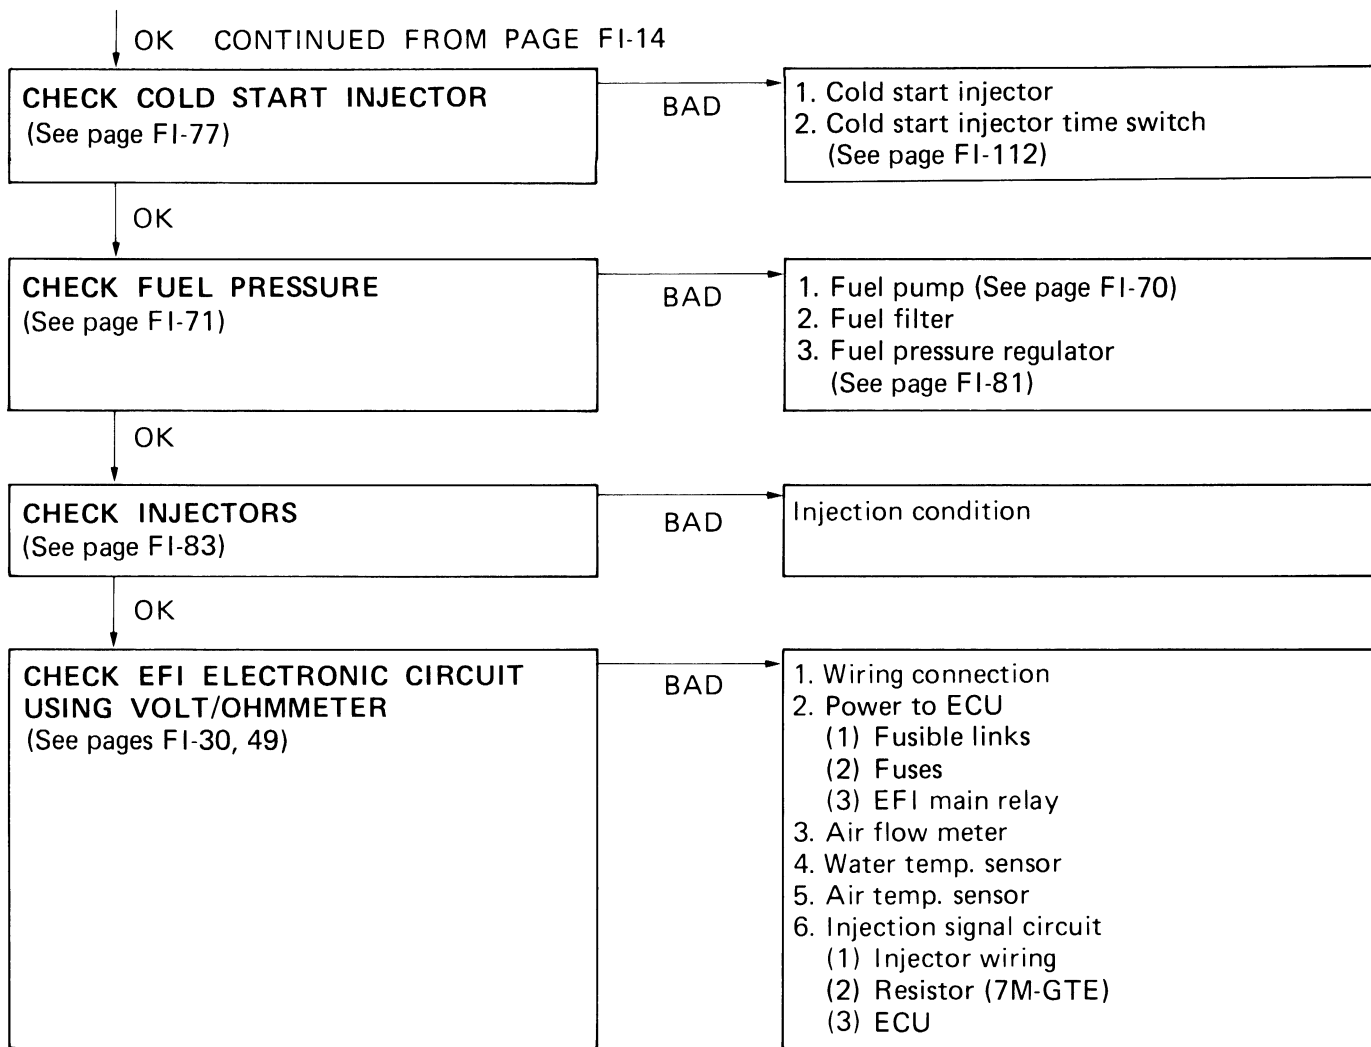 OK CONTINUED FROM PAGE FI-14
CHECK COLD START INJECTOR
(See page FI-77)
BAD
1. Cold start injector
2. Cold start injector time switch
(See page FI-112)
OK
CHECK FUEL PRESSURE
(See page FI-71)
BAD
1. Fuel pump (See page FI-70)
2. Fuel filter
3. Fuel pressure regulator
(See page FI-81)
OK
CHECK INJECTORS
(See page FI-83)
BAD
Injection condition
OK
CHECK EFI ELECTRONIC CIRCUIT
USING VOLT/OHMMETER
(See pages FI-30, 49)
BAD
1. Wiring connection
2. Power to ECU
(1) Fusible links
(2) Fuses
(3) EFI main relay
3. Air flow meter
4. Water temp. sensor
5. Air temp. sensor
6. Injection signal circuit
(1) Injector wiring
(2) Resistor (7M-GTE)
(3) ECU